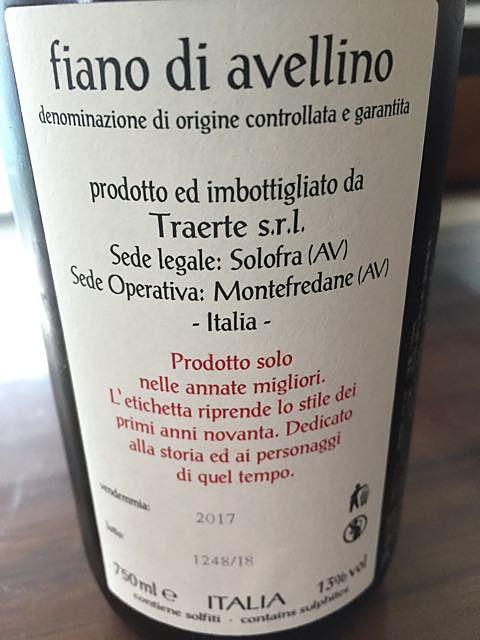 fiano di avellino
denominazione di origine controllata e garantita
prodotto ed imbottigliato da
Traerte s.r.l.
Sede legale: Solofra (AV)
Sede Operativa: Montefredane (AV)
- Italia -
Prodotto solo
nelle annate migliori.
L'etichetta riprende lo stile dei
primi anni novanta. Dedicato
alla storia ed ai personaggi
di quel tempo.
vendemmia: 2017
lotto: 1248/18
750ml e ITALIA 13%vol
contiene solfiti - contains sulphites